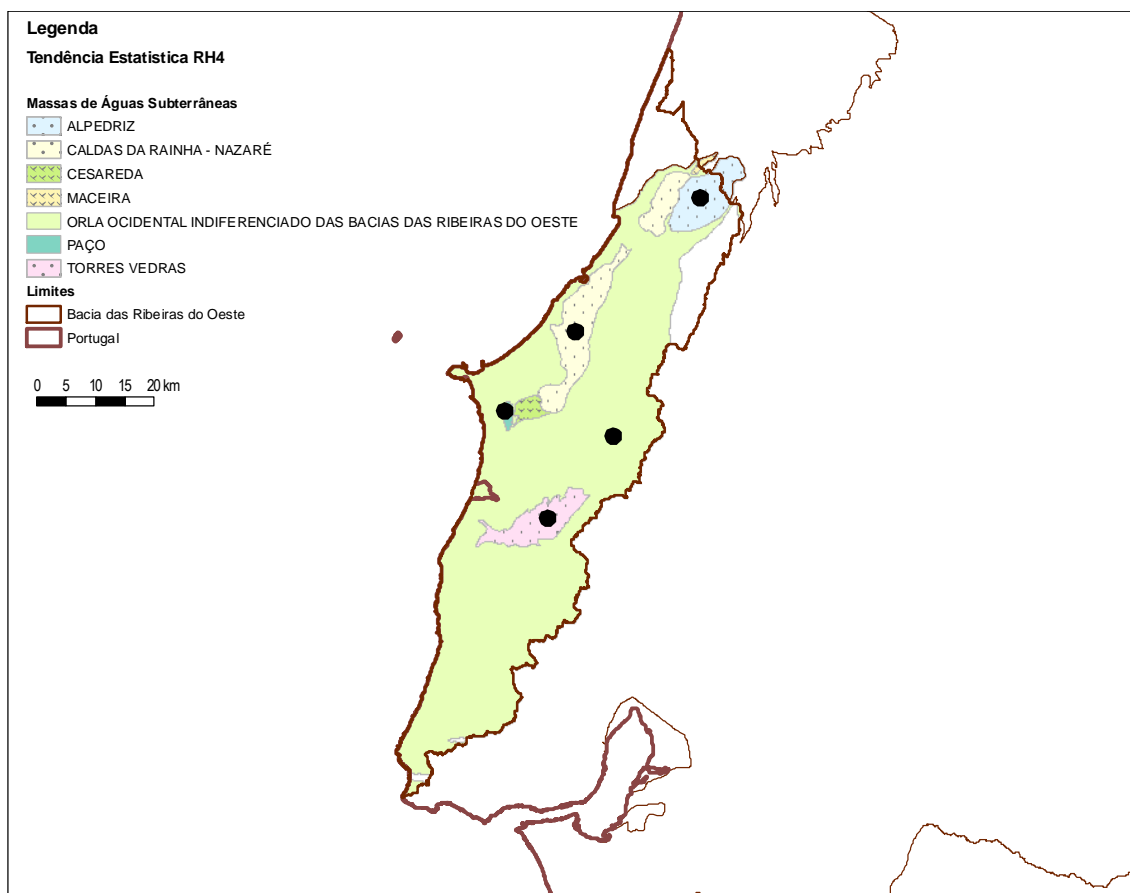 Legenda
Tendência Estatistica RH4
Massas de Águas Subterrâneas
ALPEDRIZ
CALDAS DA RAINHA - NAZARÉ
CESAREDA
MACEIRA
ORLA OCIDENTAL INDIFERENCIADO DAS BACIAS DAS RIBEIRAS DO OESTE
PAÇO
TORRES VEDRAS
Limites
Bacia das Ribeiras do Oeste
Portugal
0 5 10 15 20 km